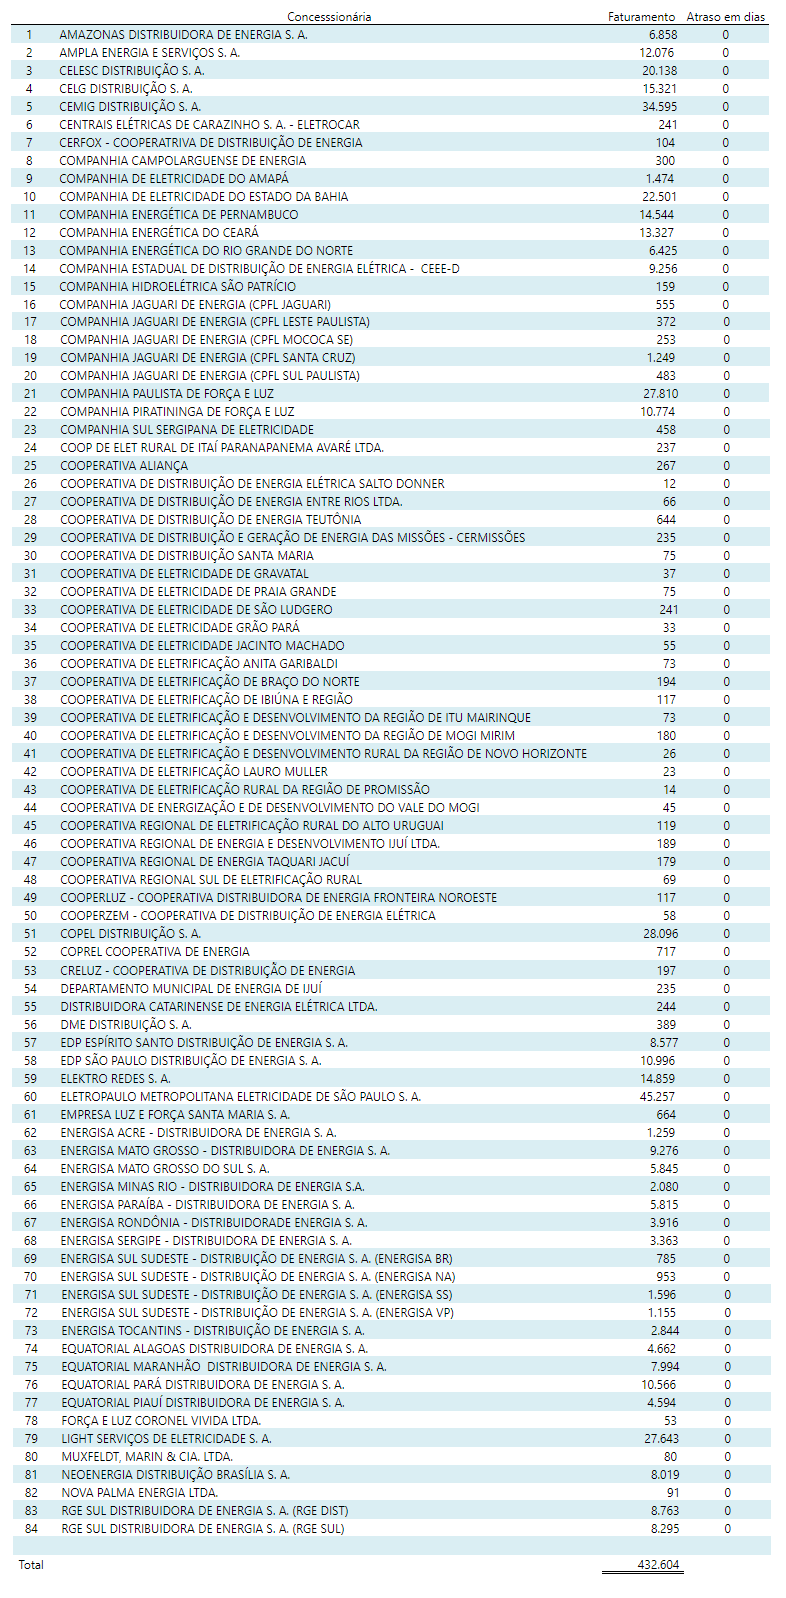 Concesssionária Faturamento Atraso em dias
1 AMAZONAS DISTRIBUIDORA DE ENERGIA S. A. 6.858 0
2 AMPLA ENERGIA E SERVIÇOS S. A. 12.076 0
3 CELESC DISTRIBUIÇÃO S. A. 20.138 0
4 CELG DISTRIBUIÇÃO S. A. 15.321 0
5 CEMIG DISTRIBUIÇÃO S. A. 34.595 0
6 CENTRAIS ELÉTRICAS DE CARAZINHO S. A. - ELETROCAR 241 0
7 CERFOX - COOPERATRIVA DE DISTRIBUIÇÃO DE ENERGIA 104 0
8 COMPANHIA CAMPOLARGUENSE DE ENERGIA 300 0
9 COMPANHIA DE ELETRICIDADE DO AMAPÁ 1.474 0
10 COMPANHIA DE ELETRICIDADE DO ESTADO DA BAHIA 22.501 0
11 COMPANHIA ENERGÉTICA DE PERNAMBUCO 14.544 0
12 COMPANHIA ENERGÉTICA DO CEARÁ 13.327 0
13 COMPANHIA ENERGÉTICA DO RIO GRANDE DO NORTE 6.425 0
14 COMPANHIA ESTADUAL DE DISTRIBUIÇÃO DE ENERGIA ELÉTRICA - CEEE-D 9.256 0
15 COMPANHIA HIDROELÉTRICA SÃO PATRÍCIO 159 0
16 COMPANHIA JAGUARI DE ENERGIA (CPFL JAGUARI) 555 0
17 COMPANHIA JAGUARI DE ENERGIA (CPFL LESTE PAULISTA) 372 0
18 COMPANHIA JAGUARI DE ENERGIA (CPFL MOCOCA SE) 253 0
19 COMPANHIA JAGUARI DE ENERGIA (CPFL SANTA CRUZ) 1.249 0
20 COMPANHIA JAGUARI DE ENERGIA (CPFL SUL PAULISTA) 483 0
21 COMPANHIA PAULISTA DE FORÇA E LUZ 27.810 0
22 COMPANHIA PIRATININGA DE FORÇA E LUZ 10.774 0
23 COMPANHIA SUL SERGIPANA DE ELETRICIDADE 458 0
24 COOP DE ELET RURAL DE ITAÍ PARANAPANEMA AVARÉ LTDA. 237 0
25 COOPERATIVA ALIANÇA 267 0
26 COOPERATIVA DE DISTRIBUIÇÃO DE ENERGIA ELÉTRICA SALTO DONNER 12 0
27 COOPERATIVA DE DISTRIBUIÇÃO DE ENERGIA ENTRE RIOS LTDA. 66 0
28 COOPERATIVA DE DISTRIBUIÇÃO DE ENERGIA TEUTÔNIA 644 0
29 COOPERATIVA DE DISTRIBUIÇÃO E GERAÇÃO DE ENERGIA DAS MISSÕES - CERMISSÕES 235 0
30 COOPERATIVA DE DISTRIBUIÇÃO SANTA MARIA 75 0
31 COOPERATIVA DE ELETRICIDADE DE GRAVATAL 37 0
32 COOPERATIVA DE ELETRICIDADE DE PRAIA GRANDE 75 0
33 COOPERATIVA DE ELETRICIDADE DE SÃO LUDGERO 241 0
34 COOPERATIVA DE ELETRICIDADE GRÃO PARÁ 33 0
35 COOPERATIVA DE ELETRICIDADE JACINTO MACHADO 55 0
36 COOPERATIVA DE ELETRIFICAÇÃO ANITA GARIBALDI 73 0
37 COOPERATIVA DE ELETRIFICAÇÃO DE BRAÇO DO NORTE 194 0
38 COOPERATIVA DE ELETRIFICAÇÃO DE IBIÚNA E REGIÃO 117 0
39 COOPERATIVA DE ELETRIFICAÇÃO E DESENVOLVIMENTO DA REGIÃO DE ITU MAIRINQUE 73 0
40 COOPERATIVA DE ELETRIFICAÇÃO E DESENVOLVIMENTO DA REGIÃO DE MOGI MIRIM 180 0
41 COOPERATIVA DE ELETRIFICAÇÃO E DESENVOLVIMENTO RURAL DA REGIÃO DE NOVO HORIZONTE 26 0
42 COOPERATIVA DE ELETRIFICAÇÃO LAURO MULLER 23 0
43 COOPERATIVA DE ELETRIFICAÇÃO RURAL DA REGIÃO DE PROMISSÃO 14 0
44 COOPERATIVA DE ENERGIZAÇÃO E DE DESENVOLVIMENTO DO VALE DO MOGI 45 0
45 COOPERATIVA REGIONAL DE ELETRIFICAÇÃO RURAL DO ALTO URUGUAI 119 0
46 COOPERATIVA REGIONAL DE ENERGIA E DESENVOLVIMENTO IJUÍ LTDA. 189 0
47 COOPERATIVA REGIONAL DE ENERGIA TAQUARI JACUÍ 179 0
48 COOPERATIVA REGIONAL SUL DE ELETRIFICAÇÃO RURAL 69 0
49 COOPERLUZ - COOPERATIVA DISTRIBUIDORA DE ENERGIA FRONTEIRA NOROESTE 117 0
50 COOPERZEM - COOPERATIVA DE DISTRIBUIÇÃO DE ENERGIA ELÉTRICA 58 0
51 COPEL DISTRIBUIÇÃO S. A. 28.096 0
52 COPREL COOPERATIVA DE ENERGIA 717 0
53 CRELUZ - COOPERATIVA DE DISTRIBUIÇÃO DE ENERGIA 197 0
54 DEPARTAMENTO MUNICIPAL DE ENERGIA DE IJUÍ 235 0
55 DISTRIBUIDORA CATARINENSE DE ENERGIA ELÉTRICA LTDA. 244 0
56 DME DISTRIBUIÇÃO S. A. 389 0
57 EDP ESPÍRITO SANTO DISTRIBUIÇÃO DE ENERGIA S. A. 8.577 0
58 EDP SÃO PAULO DISTRIBUIÇÃO DE ENERGIA S. A. 10.996 0
59 ELEKTRO REDES S. A. 14.859 0
60 ELETROPAULO METROPOLITANA ELETRICIDADE DE SÃO PAULO S. A. 45.257 0
61 EMPRESA LUZ E FORÇA SANTA MARIA S. A. 664 0
62 ENERGISA ACRE - DISTRIBUIDORA DE ENERGIA S. A. 1.259 0
63 ENERGISA MATO GROSSO - DISTRIBUIDORA DE ENERGIA S. A. 9.276 0
64 ENERGISA MATO GROSSO DO SUL S. A. 5.845 0
65 ENERGISA MINAS RIO - DISTRIBUIDORA DE ENERGIA S.A. 2.080 0
66 ENERGISA PARAÍBA - DISTRIBUIDORA DE ENERGIA S. A. 5.815 0
67 ENERGISA RONDÔNIA - DISTRIBUIDORADE ENERGIA S. A. 3.916 0
68 ENERGISA SERGIPE - DISTRIBUIDORA DE ENERGIA S. A. 3.363 0
69 ENERGISA SUL SUDESTE - DISTRIBUIÇÃO DE ENERGIA S. A. (ENERGISA BR) 785 0
70 ENERGISA SUL SUDESTE - DISTRIBUIÇÃO DE ENERGIA S. A. (ENERGISA NA) 953 0
71 ENERGISA SUL SUDESTE - DISTRIBUIÇÃO DE ENERGIA S. A. (ENERGISA SS) 1.596 0
72 ENERGISA SUL SUDESTE - DISTRIBUIÇÃO DE ENERGIA S. A. (ENERGISA VP) 1.155 0
73 ENERGISA TOCANTINS - DISTRIBUIÇÃO DE ENERGIA S. A. 2.844 0
74 EQUATORIAL ALAGOAS DISTRIBUIDORA DE ENERGIA S. A. 4.662 0
75 EQUATORIAL MARANHÃO DISTRIBUIDORA DE ENERGIA S. A. 7.994 0
76 EQUATORIAL PARÁ DISTRIBUIDORA DE ENERGIA S. A. 10.566 0
77 EQUATORIAL PIAUÍ DISTRIBUIDORA DE ENERGIA S. A. 4.594 0
78 FORÇA E LUZ CORONEL VIVIDA LTDA. 53 0
79 LIGHT SERVIÇOS DE ELETRICIDADE S. A. 27.643 0
80 MUXFELDT, MARIN & CIA. LTDA. 80 0
81 NEOENERGIA DISTRIBUIÇÃO BRASÍLIA S. A. 8.019 0
82 NOVA PALMA ENERGIA LTDA. 91 0
83 RGE SUL DISTRIBUIDORA DE ENERGIA S. A. (RGE DIST) 8.763 0
84 RGE SUL DISTRIBUIDORA DE ENERGIA S. A. (RGE SUL) 8.295 0
Total 432.604